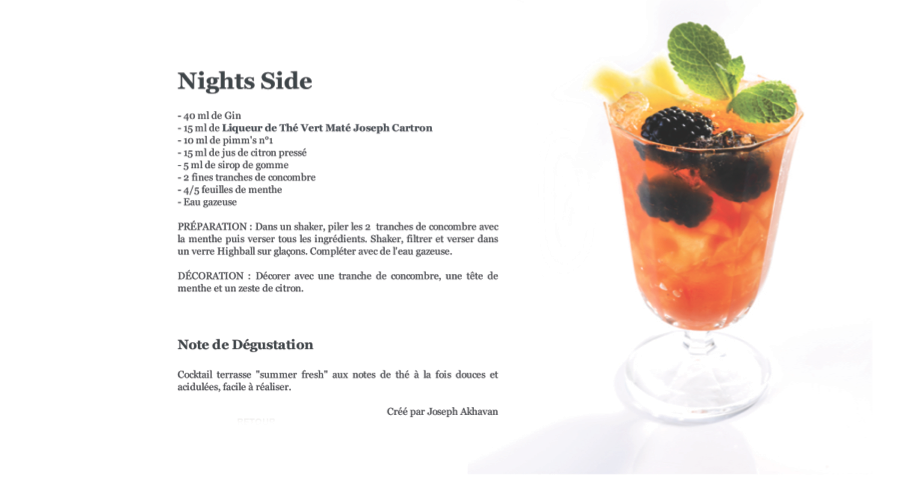 Nights Side
- 40 ml de Gin
- 15 ml de Liqueur de Thé Vert Maté Joseph Cartron
- 10 ml de pimm's n°1
- 15 ml de jus de citron pressé
- 5 ml de sirop de gomme
- 2 fines tranches de concombre
- 4/5 feuilles de menthe
- Eau gazeuse
PRÉPARATION : Dans un shaker, piler les 2 tranches de concombre avec
la menthe puis verser tous les ingrédients. Shaker, filtrer et verser dans
un verre Highball sur glaçons. Compléter avec de l'eau gazeuse.
DÉCORATION : Décorer avec une tranche de concombre, une tête de
menthe et un zeste de citron.
Note de Dégustation
Cocktail terrasse "summer fresh" aux notes de thé à la fois douces et
acidulées, facile à réaliser.
Créé par Joseph Akhavan